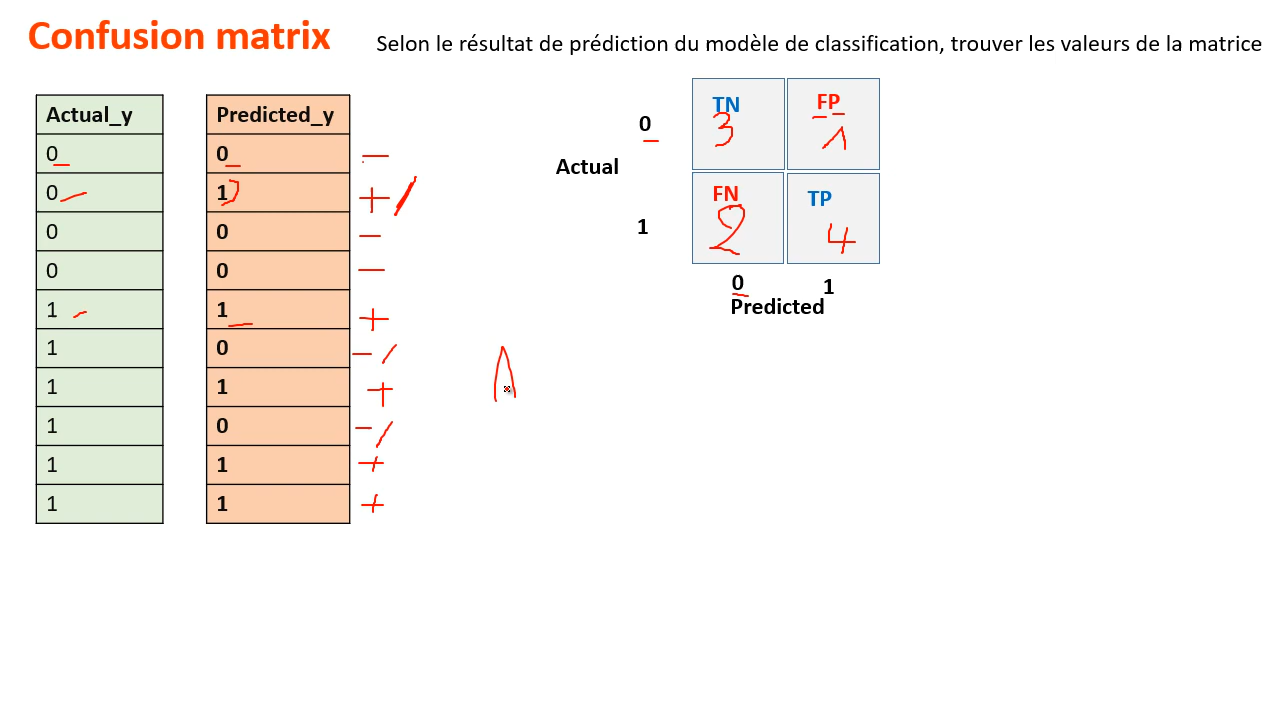 Confusion matrix
Selon le résultat de prédiction du modèle de classification, trouver les valeurs de la matrice
Actual_y Predicted_y
0 0 −
0 1 + /
0 0 −
0 0 −
1 1 +
1 0 − /
1 1 +
1 0 − /
1 1 +
1 1 +
TN FP
0 3 1
Actual
FN TP
1 2 4
0 1
Predicted
A